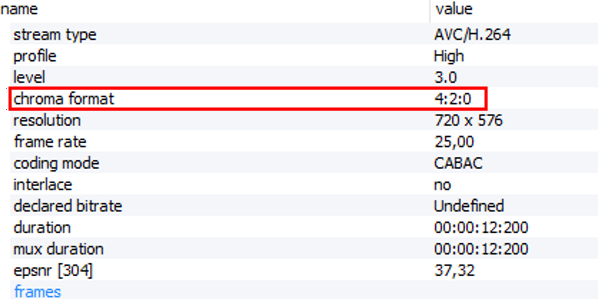 name value
stream type AVC/H.264
profile High
level 3.0
chroma format 4:2:0
resolution 720 x 576
frame rate 25,00
coding mode CABAC
interlace no
declared bitrate Undefined
duration 00:00:12:200
mux duration 00:00:12:200
epsnr [304] 37,32
frames